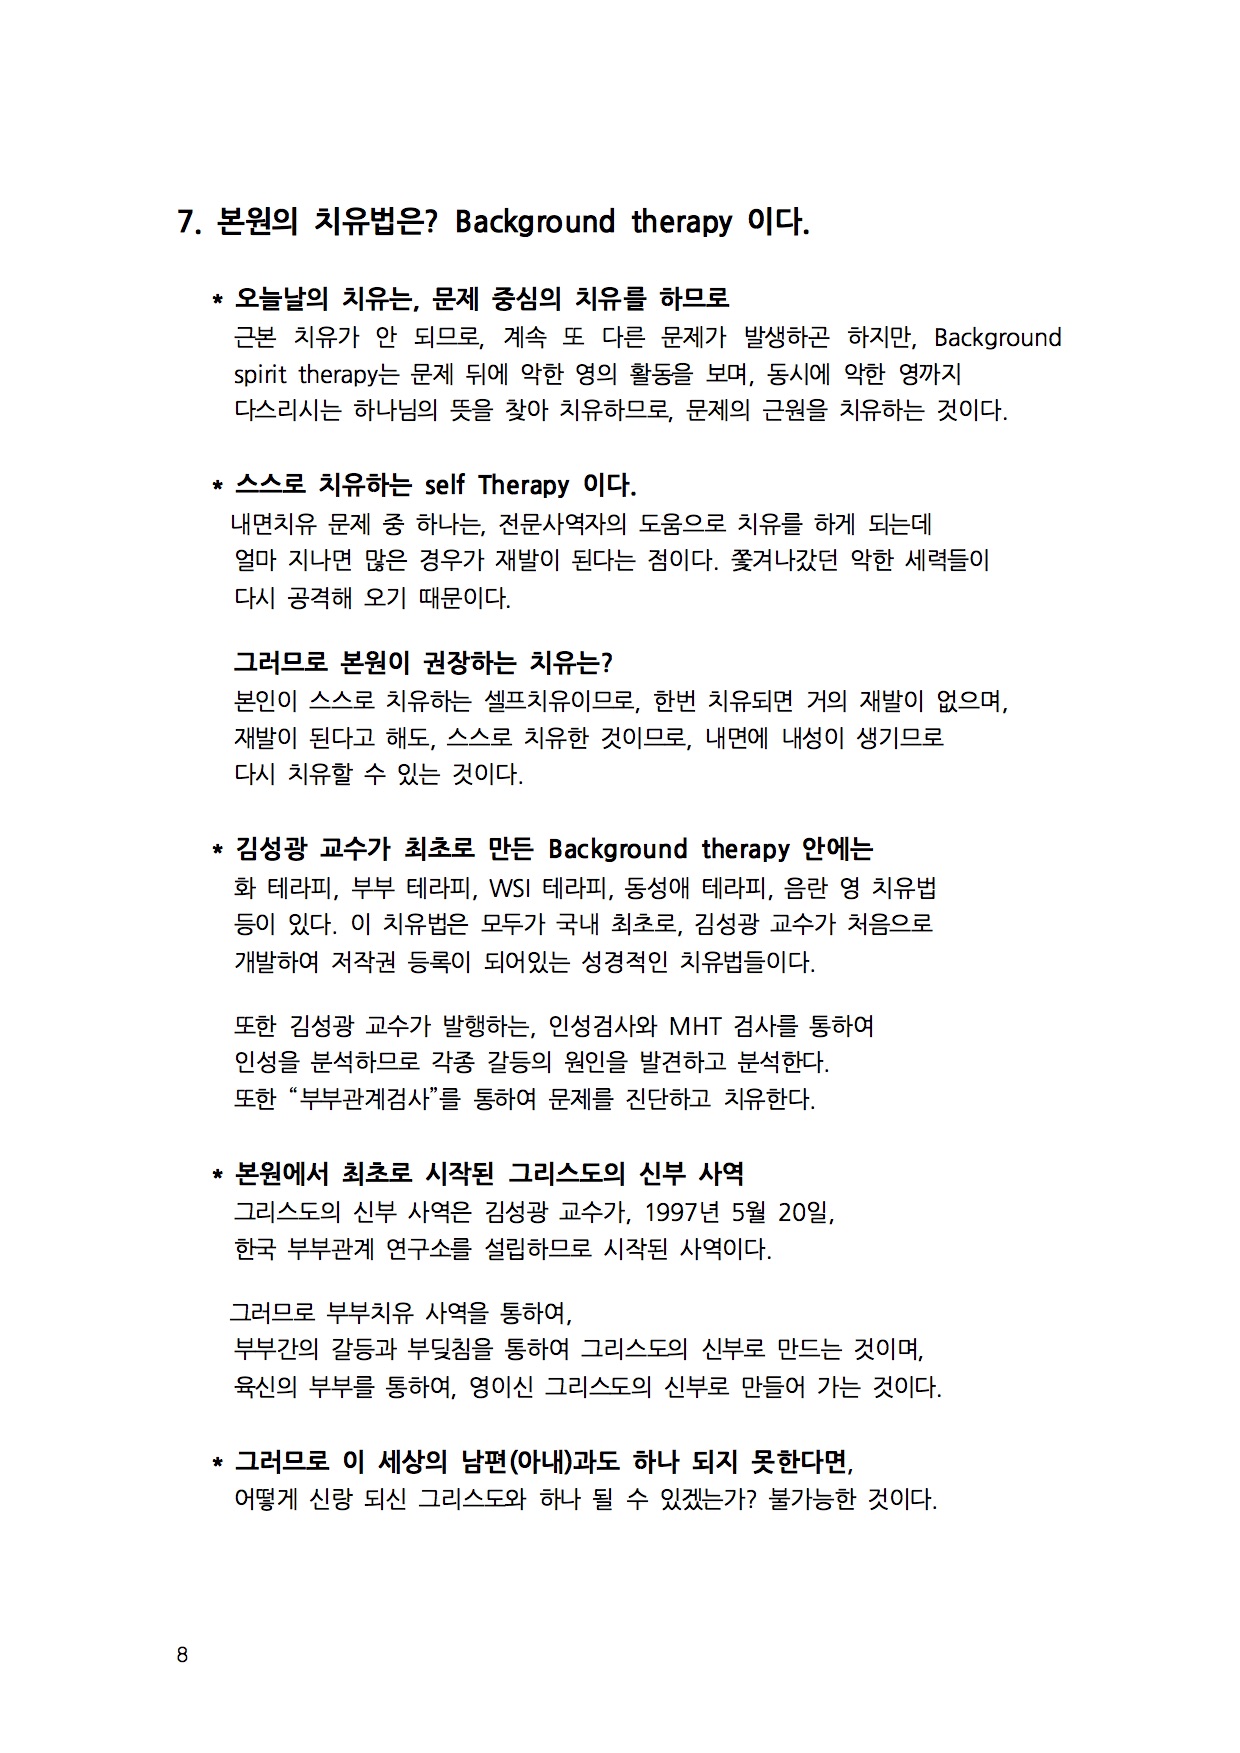 7. 본원의 치유법은? Background therapy 이다.
* 오늘날의 치유는, 문제 중심의 치유를 하므로
근본 치유가 안 되므로, 계속 또 다른 문제가 발생하곤 하지만, Background
spirit therapy는 문제 뒤에 악한 영의 활동을 보며, 동시에 악한 영까지
다스리시는 하나님의 뜻을 찾아 치유하므로, 문제의 근원을 치유하는 것이다.
* 스스로 치유하는 self Therapy 이다.
내면치유 문제 중 하나는, 전문사역자의 도움으로 치유를 하게 되는데
얼마 지나면 많은 경우가 재발이 된다는 점이다. 쫓겨나갔던 악한 세력들이
다시 공격해 오기 때문이다.
그러므로 본원이 권장하는 치유는?
본인이 스스로 치유하는 셀프치유이므로, 한번 치유되면 거의 재발이 없으며,
재발이 된다고 해도, 스스로 치유한 것이므로, 내면에 내성이 생기므로
다시 치유할 수 있는 것이다.
* 김성광 교수가 최초로 만든 Background therapy 안에는
화 테라피, 부부 테라피, WSI 테라피, 동성애 테라피, 음란 영 치유법
등이 있다. 이 치유법은 모두가 국내 최초로, 김성광 교수가 처음으로
개발하여 저작권 등록이 되어있는 성경적인 치유법들이다.
또한 김성광 교수가 발행하는, 인성검사와 MHT 검사를 통하여
인성을 분석하므로 각종 갈등의 원인을 발견하고 분석한다.
또한 “부부관계검사”를 통하여 문제를 진단하고 치유한다.
* 본원에서 최초로 시작된 그리스도의 신부 사역
그리스도의 신부 사역은 김성광 교수가, 1997년 5월 20일,
한국 부부관계 연구소를 설립하므로 시작된 사역이다.
그러므로 부부치유 사역을 통하여,
부부간의 갈등과 부딪침을 통하여 그리스도의 신부로 만드는 것이며,
육신의 부부를 통하여, 영이신 그리스도의 신부로 만들어 가는 것이다.
* 그러므로 이 세상의 남편(아내)과도 하나 되지 못한다면,
어떻게 신랑 되신 그리스도와 하나 될 수 있겠는가? 불가능한 것이다.
8